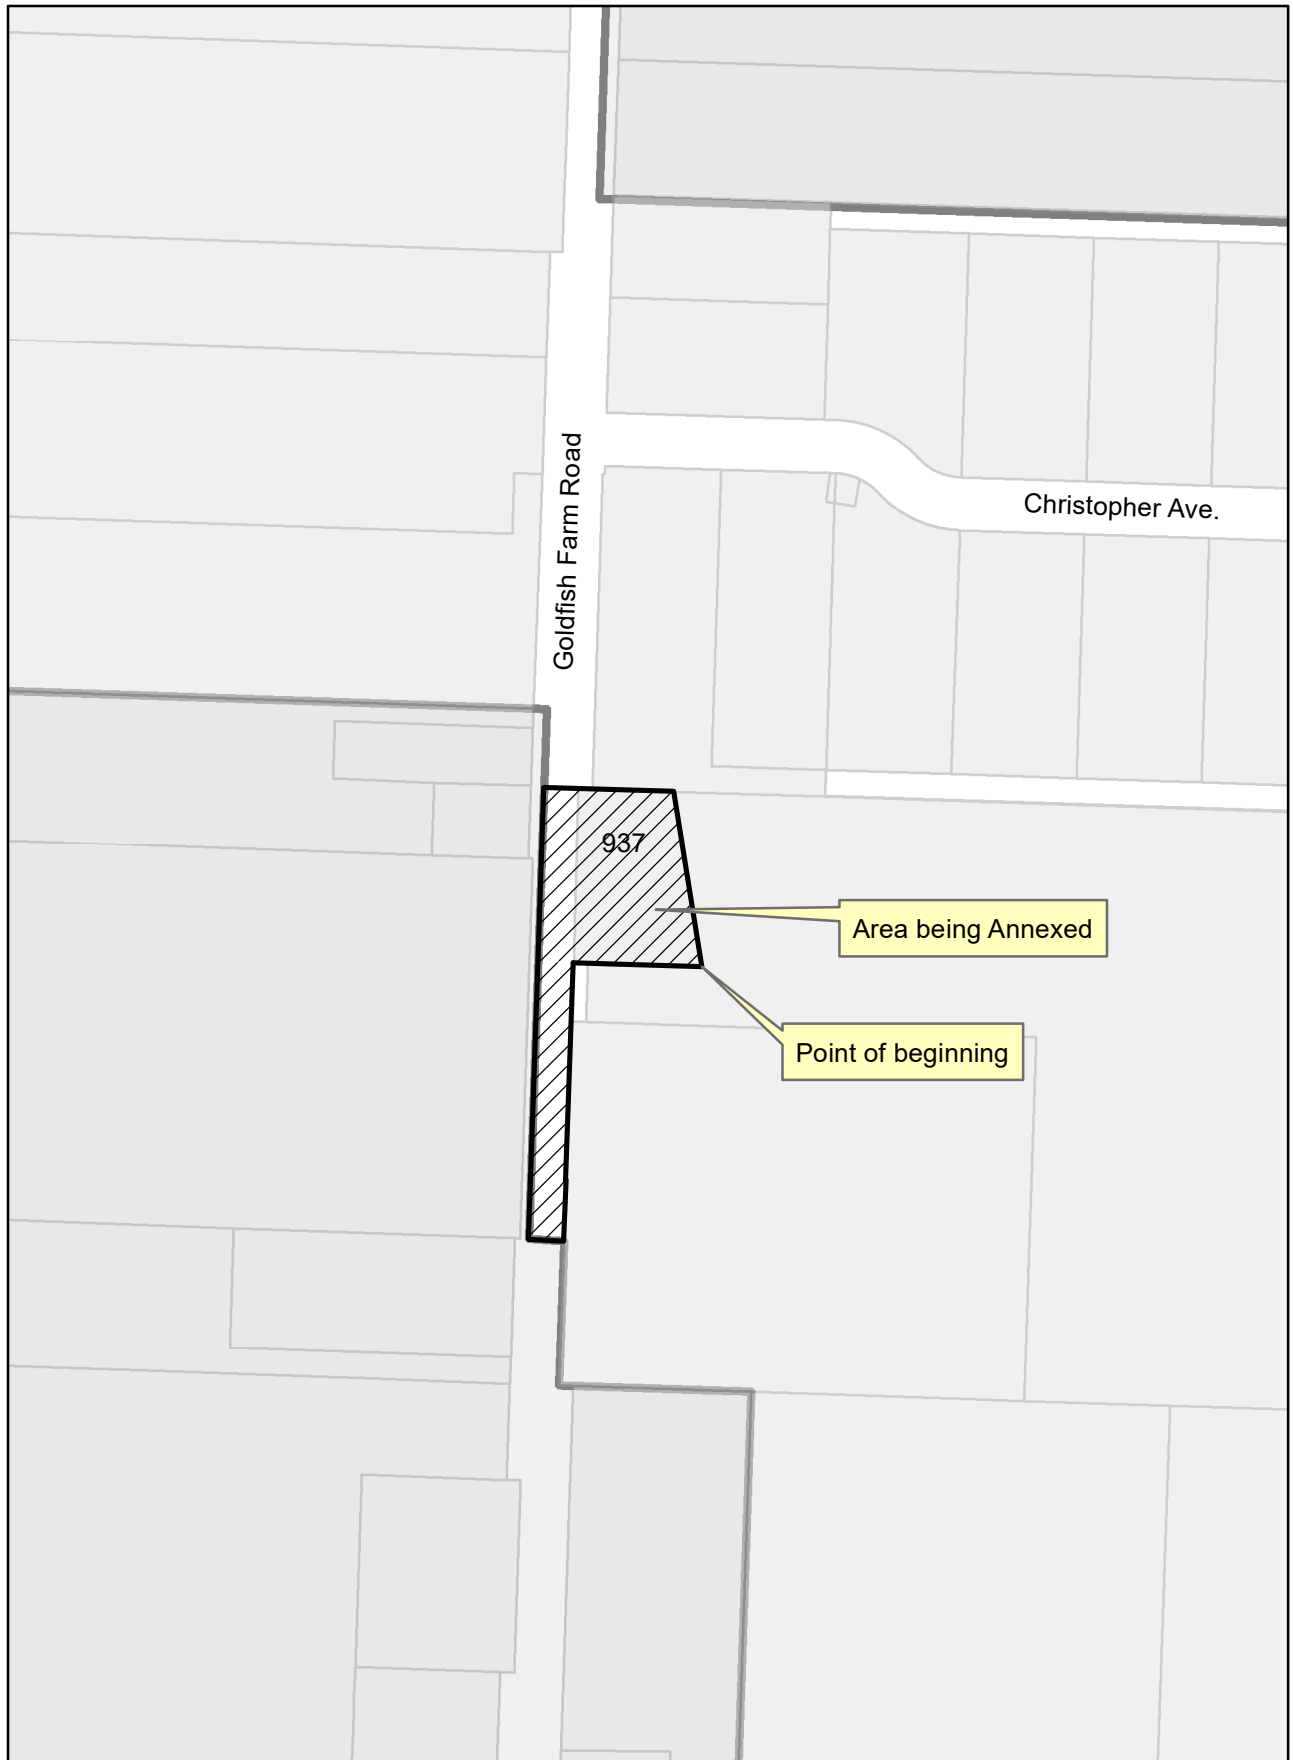 Goldfish Farm Road
Christopher Ave.
937
Area being Annexed
Point of beginning